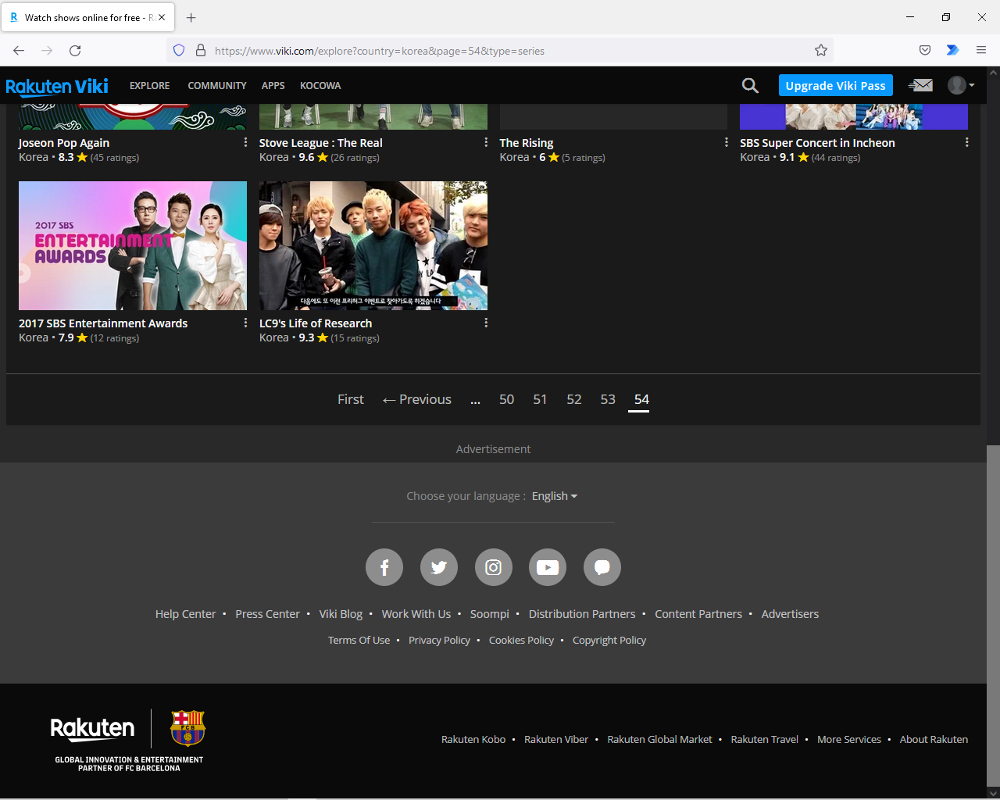 Watch shows online for free - R
https://www.viki.com/explore?country=korea&page=54&type=series
Rakuten Viki
EXPLORE
COMMUNITY
APPS
KOCOWA
Upgrade Viki Pass
Joseon Pop Again
Korea • 8.3 (45 ratings)
Stove League : The Real
Korea • 9.6 (26 ratings)
The Rising
Korea • 6 (5 ratings)
SBS Super Concert in Incheon
Korea • 9.1 (44 ratings)
2017 SBS
ENTERTAINMENT
AWARDS
다음에도 또 이런 프리허그 이벤트로 찾아가도록 하겠습니다
2017 SBS Entertainment Awards
Korea • 7.9 (12 ratings)
LC9's Life of Research
Korea • 9.3 (15 ratings)
First ← Previous ... 50 51 52 53 54
Advertisement
Choose your language : English
Help Center • Press Center • Viki Blog • Work With Us • Soompi • Distribution Partners • Content Partners • Advertisers
Terms Of Use • Privacy Policy • Cookies Policy • Copyright Policy
Rakuten
FCB
GLOBAL INNOVATION & ENTERTAINMENT
PARTNER OF FC BARCELONA
Rakuten Kobo • Rakuten Viber • Rakuten Global Market • Rakuten Travel • More Services • About Rakuten